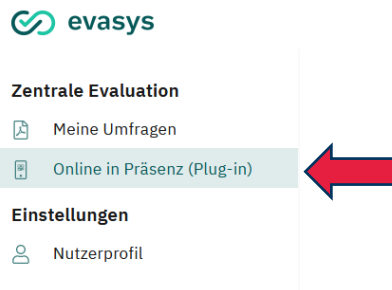 evasys
Zentrale Evaluation
Meine Umfragen
Online in Präsenz (Plug-in)
Einstellungen
Nutzerprofil